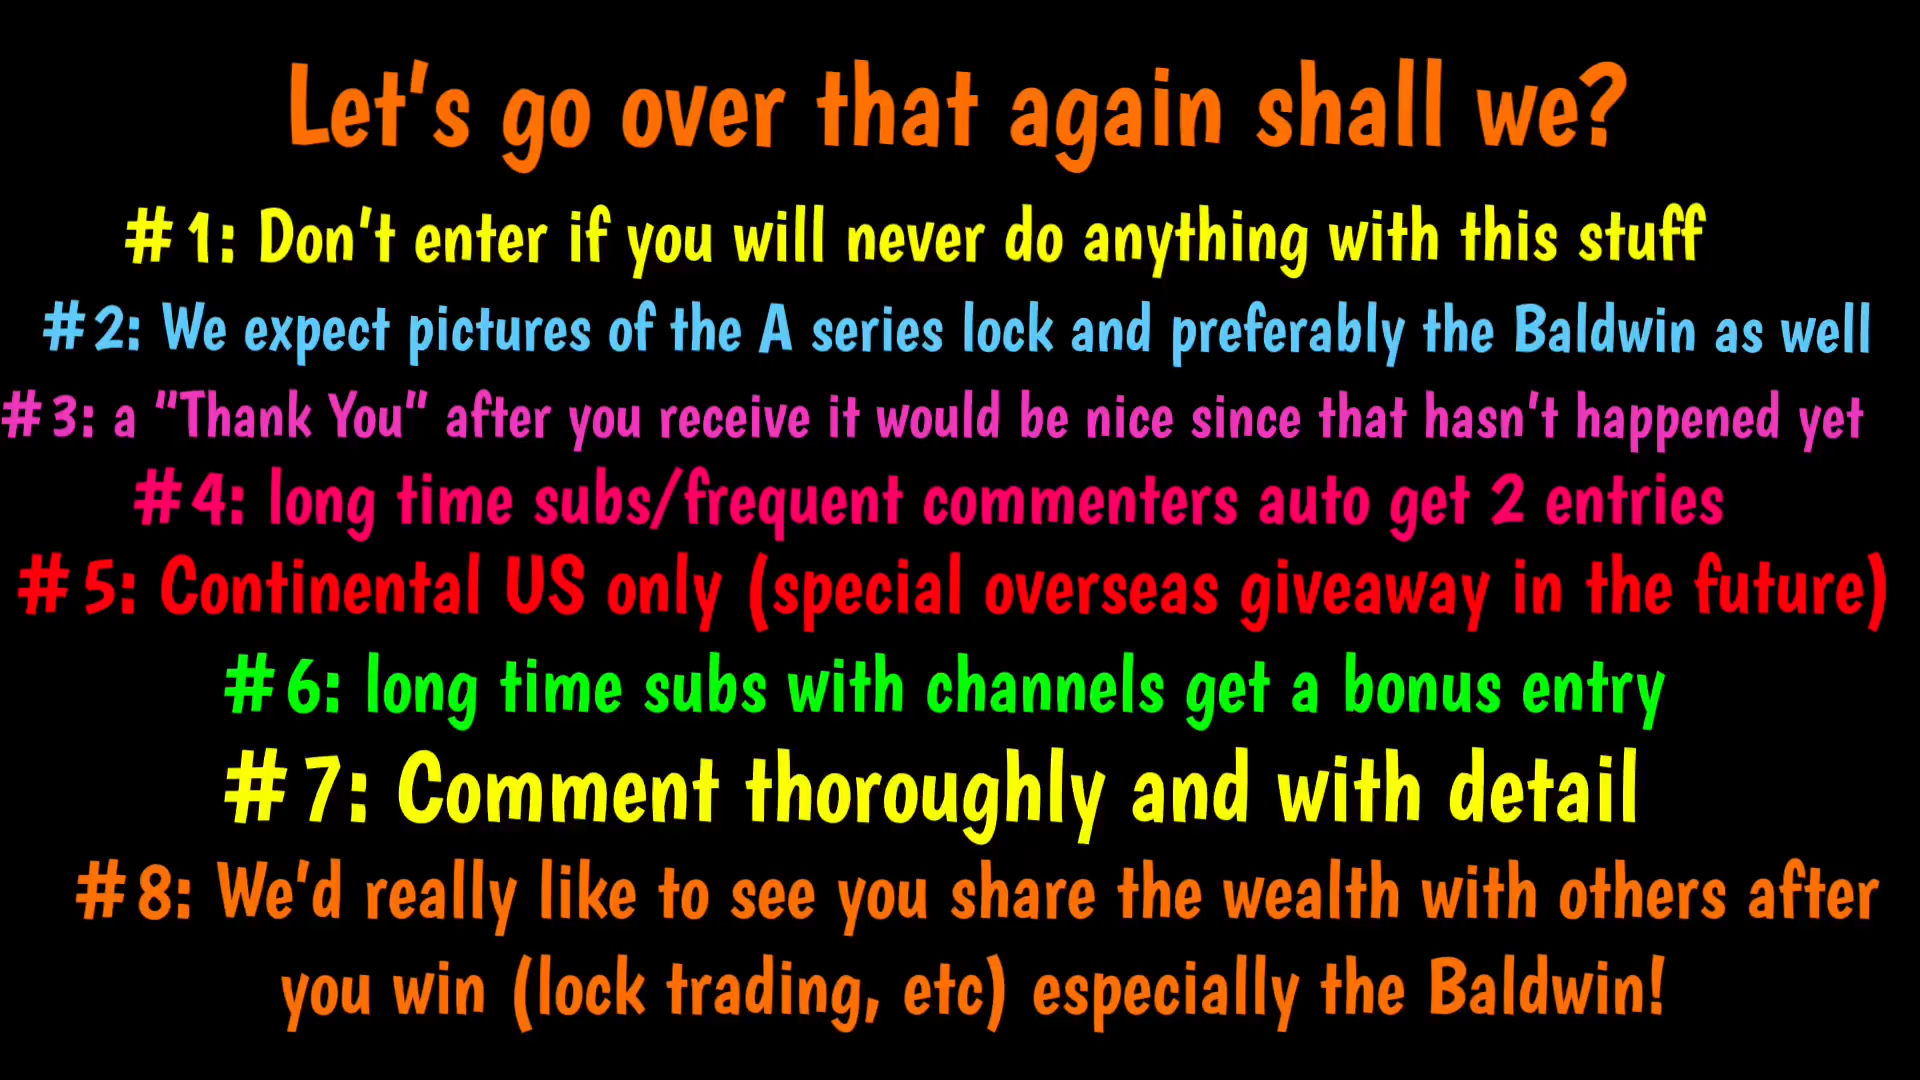 Let's go over that again shall we?
#1: Don't enter if you will never do anything with this stuff
#2: We expect pictures of the A series lock and preferably the Baldwin as well
#3: a "Thank You" after you receive it would be nice since that hasn't happened yet
#4: long time subs/frequent commenters auto get 2 entries
#5: Continental US only (special overseas giveaway in the future)
#6: long time subs with channels get a bonus entry
#7: Comment thoroughly and with detail
#8: We'd really like to see you share the wealth with others after
you win (lock trading, etc) especially the Baldwin!